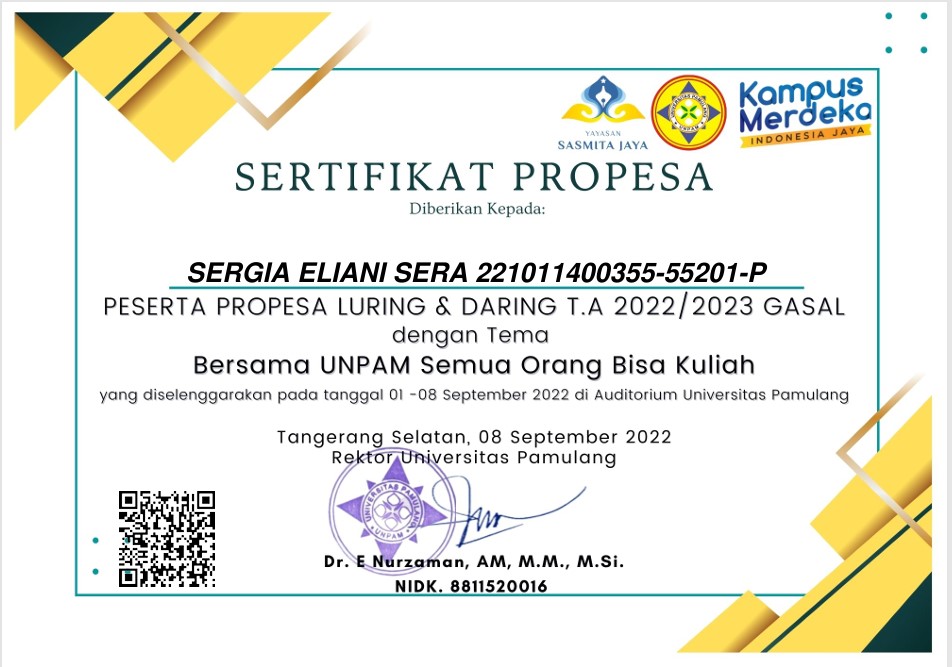 YAYASAN
SASMITA JAYA
UNIVERSITAS PAMULANG
UNPAM
Kampus
Merdeka
INDONESIA JAYA
SERTIFIKAT PROPESA
Diberikan Kepada:
SERGIA ELIANI SERA 221011400355-55201-P
PESERTA PROPESA LURING & DARING T.A 2022/2023 GASAL
dengan Tema
Bersama UNPAM Semua Orang Bisa Kuliah
yang diselenggarakan pada tanggal 01 -08 September 2022 di Auditorium Universitas Pamulang
Tangerang Selatan, 08 September 2022
Rektor Universitas Pamulang
UNIVERSITAS PAMULANG
UNPAM
Dr. E Nurzaman, AM, M.M., M.Si.
NIDK. 8811520016